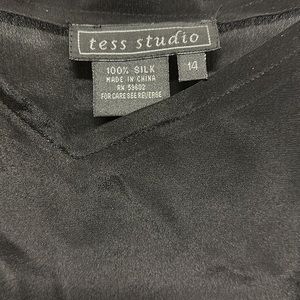 tess studio
100% SILK
14
MADE IN CHINA
RN 59602
FOR CARE SEE REVERSE